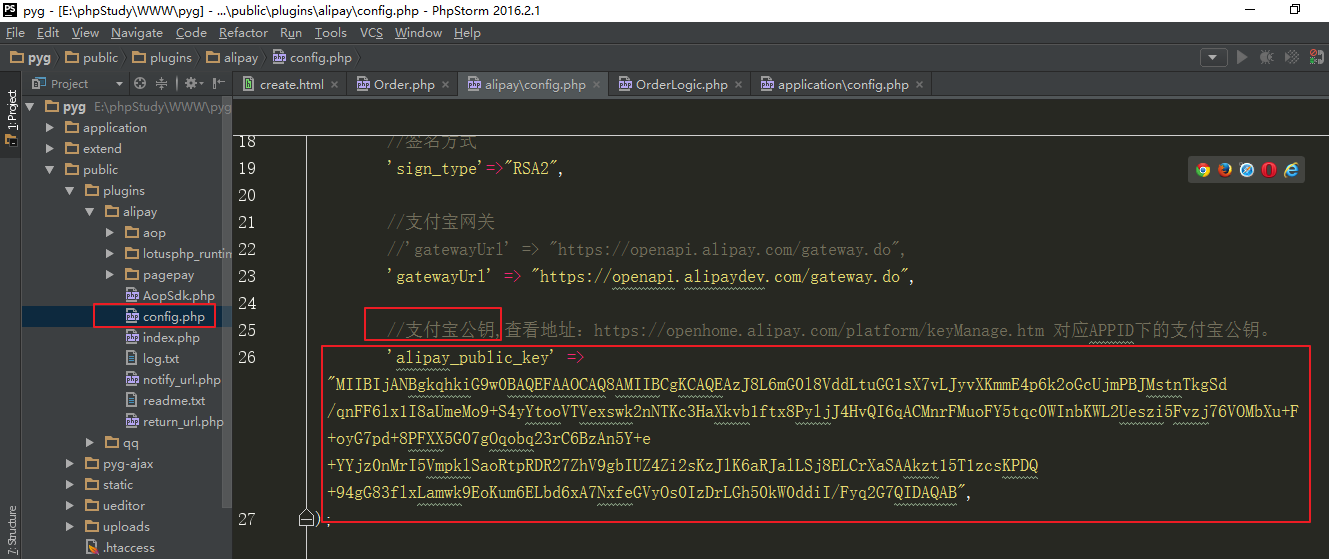 pyg - [E:\phpStudy\WWW\pyg] - ...\public\plugins\alipay\config.php - PhpStorm 2016.2.1
File Edit View Navigate Code Refactor Run Tools VCS Window Help
pyg public plugins alipay config.php
Project
create.html Order.php alipay\config.php OrderLogic.php application\config.php
1: Project
pyg E:\phpStudy\WWW\pyg
application
extend
public
plugins
alipay
aop
lotusphp_runtim
pagepay
AopSdk.php
config.php
index.php
log.txt
notify_url.php
readme.txt
return_url.php
qq
pyg-ajax
static
ueditor
uploads
.htaccess
7: Structure
18 //签名方式
19 'sign_type'=>"RSA2",
20
21 //支付宝网关
22 //'gatewayUrl' => "https://openapi.alipay.com/gateway.do",
23 'gatewayUrl' => "https://openapi.alipaydev.com/gateway.do",
24
25 //支付宝公钥,查看地址：https://openhome.alipay.com/platform/keyManage.htm 对应APPID下的支付宝公钥。
26 'alipay_public_key' =>
"MIIBIjANBgkqhkiG9w0BAQEFAAOCAQ8AMIIBCgKCAQEAzJ8L6mG0l8VddLtuGG1sX7vLJyvXKmmE4p6k2oGcUjmPBJMstnTkgSd
/qnFF6lx1I8aUmeMo9+S4yYtooVTVexswk2nNTKc3HaXkvb1ftx8PyljJ4HvQI6qACMnrFMuoFY5tqc0WInbKWL2Ueszi5Fvzj76VOMbXu+F
+oyG7pd+8PFXX5GO7gOqobq23rC6BzAn5Y+e
+YYjz0nMrI5VmpklSaoRtpRDR27ZhV9gbIUZ4Zi2sKzJlK6aRJalLSj8ELCrXaSAAkzt15T1zcsKPDQ
+94gG83flxLamwk9EoKum6ELbd6xA7NxfeGVyOs0IzDrLGh50kW0ddiI/Fyq2G7QIDAQAB",
27 );